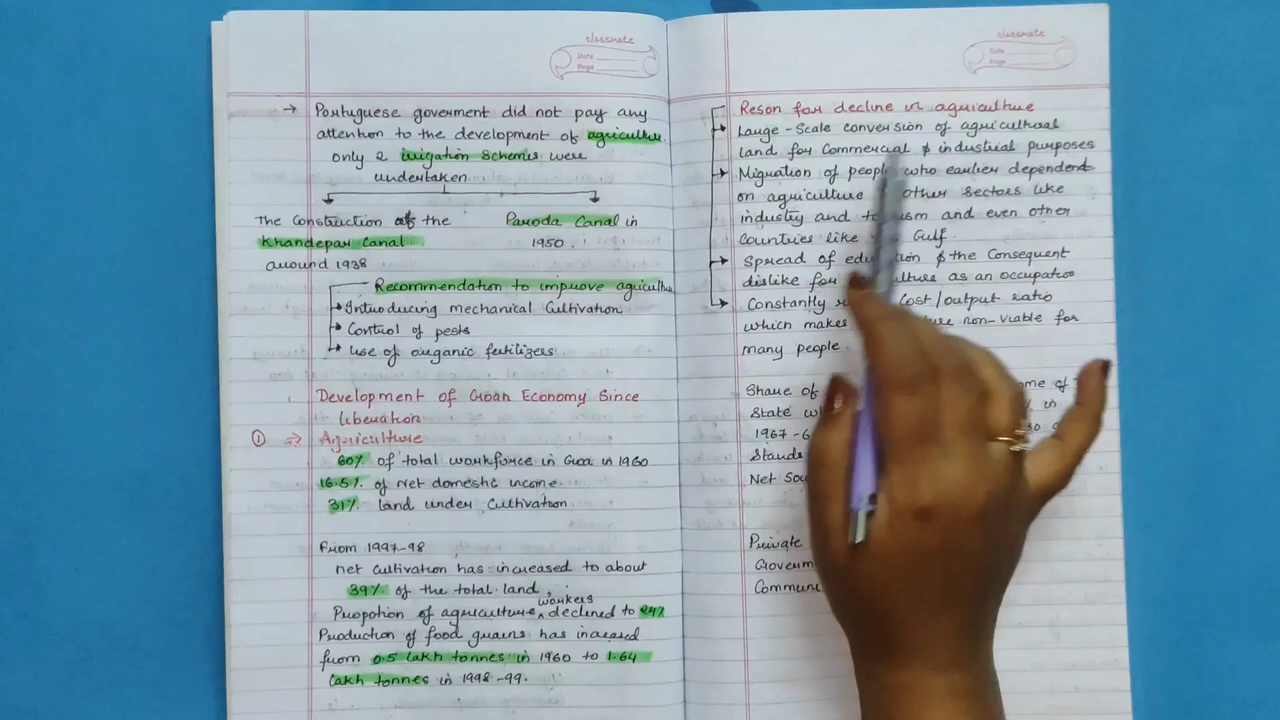 classmate
Date
Page
→ Portuguese goverment did not pay any
attention to the development of agriculture.
only 2 irrigation schemes were
undertaken.
The Construction of the
Khandepar Canal.
around 1938
Paroda Canal in
1950.
Recommendation to improve agriculture
Introducing mechanical Cultivation
Control of pests
Use of organic fertilizers
Development of Goan Economy Since
liberation
① ⇒ Agriculture
60% of total workforce in Goa in 1960
16.5% of Net domestic income
31% land under Cultivation
From 1997-98
net cultivation has increased to about
39% of the total land,
Propotion of agriculture workers declined to 24%
Production of food grains has incresed
from 0.5 lakh tonnes in 1960 to 1.64
lakh tonnes in 1998-99.
classmate
Date
Page
Reson for decline in agriculture
Large-Scale conversion of agricultural
land for Commercial & industrial purposes
Migration of people who earlier dependent
on agriculture other Sectors like
industry and and even other
Countries like Gulf.
Spread of & the Consequent
dislike for as an occupation
Constantly Cost/output ratio
which makes non-viable for
many people.
Share of
State
1967-6
Stands
Net
Private